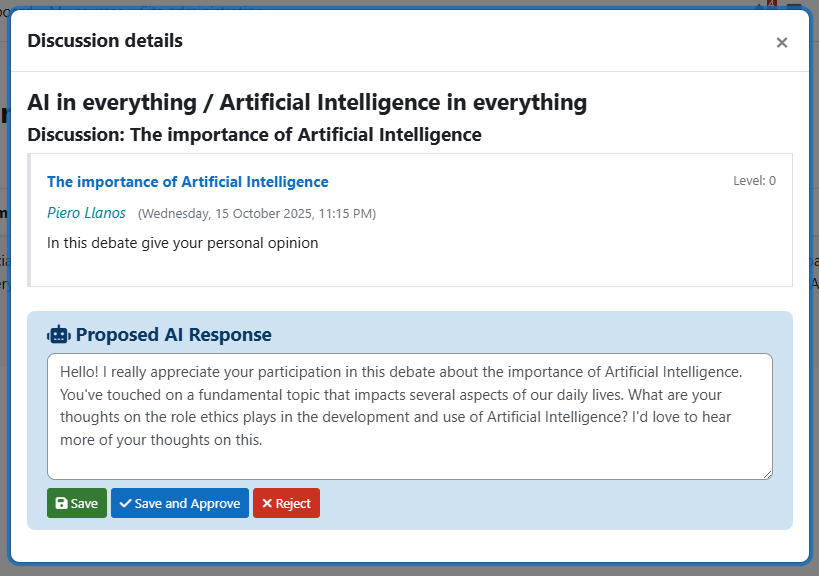 Discussion details
×
AI in everything / Artificial Intelligence in everything
Discussion: The importance of Artificial Intelligence
The importance of Artificial Intelligence
Level: 0
Piero Llanos (Wednesday, 15 October 2025, 11:15 PM)
In this debate give your personal opinion
Proposed AI Response
Hello! I really appreciate your participation in this debate about the importance of Artificial Intelligence.
You've touched on a fundamental topic that impacts several aspects of our daily lives. What are your
thoughts on the role ethics plays in the development and use of Artificial Intelligence? I'd love to hear
more of your thoughts on this.
Save
Save and Approve
Reject